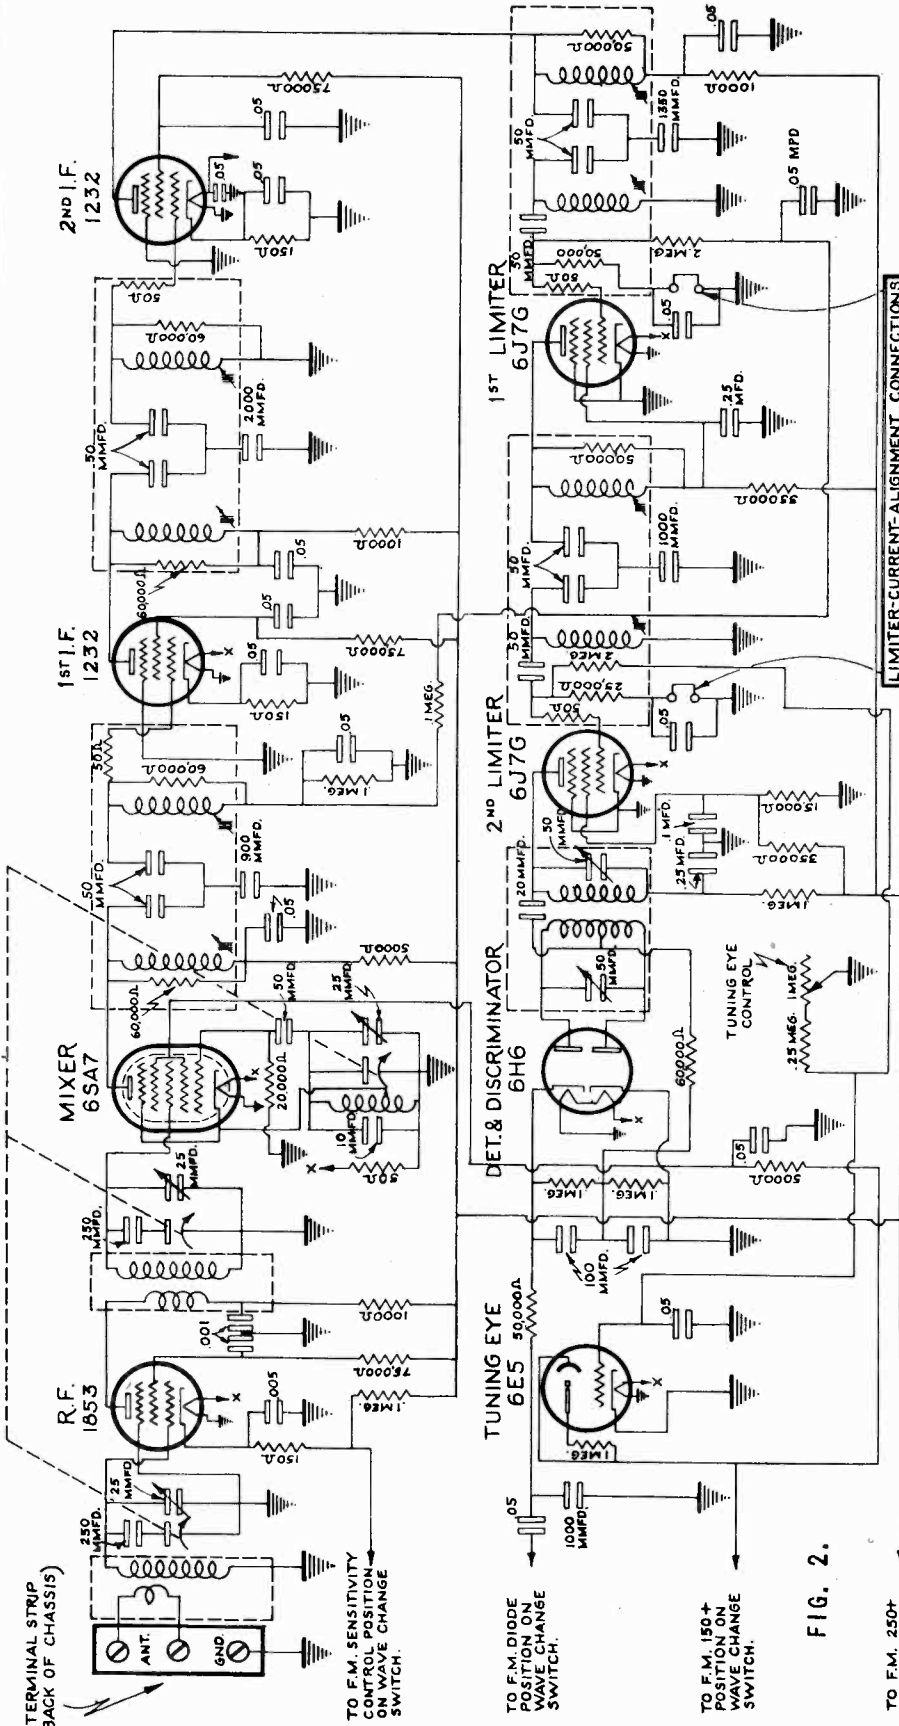 TERMINAL STRIP
BACK OF CHASSIS)
ANT.
GND.
250
MMFD.
25
MMFD
R.F.
1853
150Ω
.005
.1 MEG.
75,000Ω
1000Ω
.001
TO F.M. SENSITIVITY
CONTROL POSITION
ON WAVE CHANGE
SWITCH.
250
MMFD.
25
MMFD.
MIXER
6SA7
X
20,000Ω
50
MMFD.
25
MMFD.
10
MMFD.
50Ω
X
60,000Ω
5000Ω
.05
900
MMFD.
50
MMFD.
60,000Ω
50Ω
1ST I.F.
1232
X
150Ω
.05
.1 MEG.
.05
.1 MEG.
75000Ω
60,000Ω
.05
.05
1000Ω
50
MMFD.
2000
MMFD.
60,000Ω
50Ω
2ND I.F.
1232
.05
150Ω
.05
.05
75000Ω
TO F.M. DIODE
POSITION ON
WAVE CHANGE
SWITCH.
.05
1000
MMFD.
50,000Ω
TUNING EYE
6E5
1 MEG.
X
.05
100
MMFD.
.1 MEG.
.1 MEG.
DET. & DISCRIMINATOR
6H6
X
60000Ω
50
MMFD.
20 MMFD.
50
MMFD.
2ND LIMITER
6J7G
X
50Ω
25,000Ω
.05
2 MEG.
50
MMFD.
50
MMFD.
1000
MMFD.
50000Ω
35000Ω
.25
MFD.
1ST LIMITER
6J7G
X
50Ω
50,000
.05
50
MMFD.
2. MEG.
.05 MFD
50
MMFD.
1350
MMFD.
50,000Ω
1000Ω
.05
LIMITER-CURRENT-ALIGNMENT CONNECTIONS
.1 MFD.
.25 MFD.
15000Ω
35000Ω
.1 MEG.
TUNING EYE
CONTROL
.25 MEG. 1 MEG.
.05
5000Ω
TO F.M. 150+
POSITION ON
WAVE CHANGE
SWITCH.
FIG. 2.
TO F.M. 250+